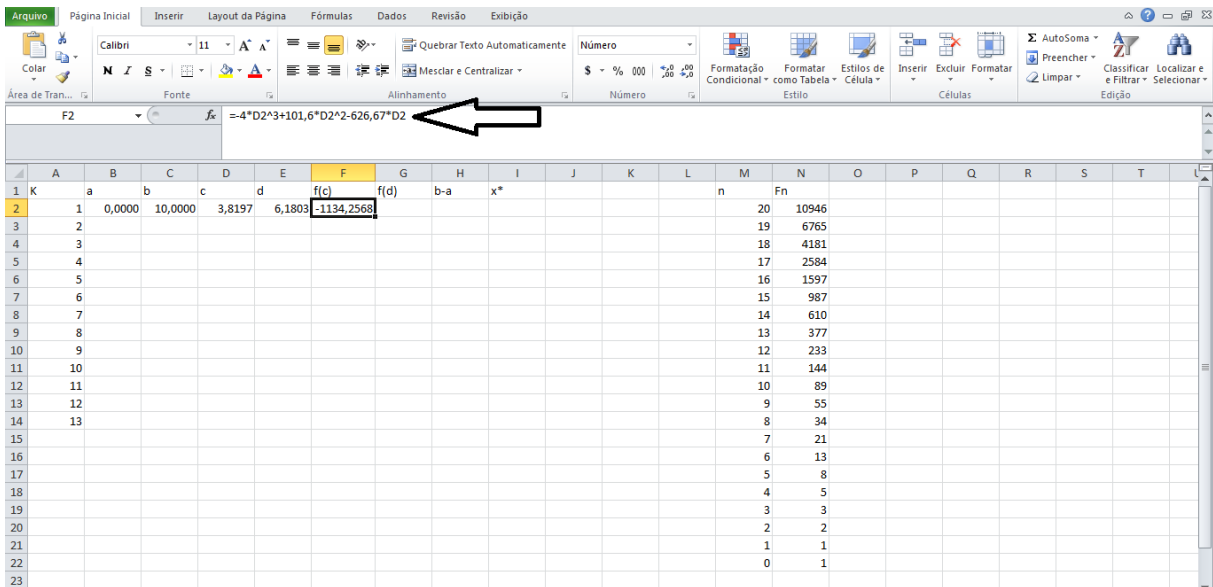 Arquivo Página Inicial Inserir Layout da Página Fórmulas Dados Revisão Exibição
Calibri 11 A A Quebrar Texto Automaticamente Número Σ AutoSoma
Colar N I S A Mesclar e Centralizar $ % 000 Formatação Condicional Formatar como Tabela Estilos de Célula Inserir Excluir Formatar Preencher Limpar Classificar e Filtrar Localizar e Selecionar
Área de Tran... Fonte Alinhamento Número Estilo Células Edição
F2 fx =-4*D2^3+101,6*D2^2-626,67*D2
A B C D E F G H I J K L M N O P Q R S T U
1 K a b c d f(c) f(d) b-a x* n Fn
2 1 0,0000 10,0000 3,8197 6,1803 -1134,2568 20 10946
3 2 19 6765
4 3 18 4181
5 4 17 2584
6 5 16 1597
7 6 15 987
8 7 14 610
9 8 13 377
10 9 12 233
11 10 11 144
12 11 10 89
13 12 9 55
14 13 8 34
15 7 21
16 6 13
17 5 8
18 4 5
19 3 3
20 2 2
21 1 1
22 0 1
23